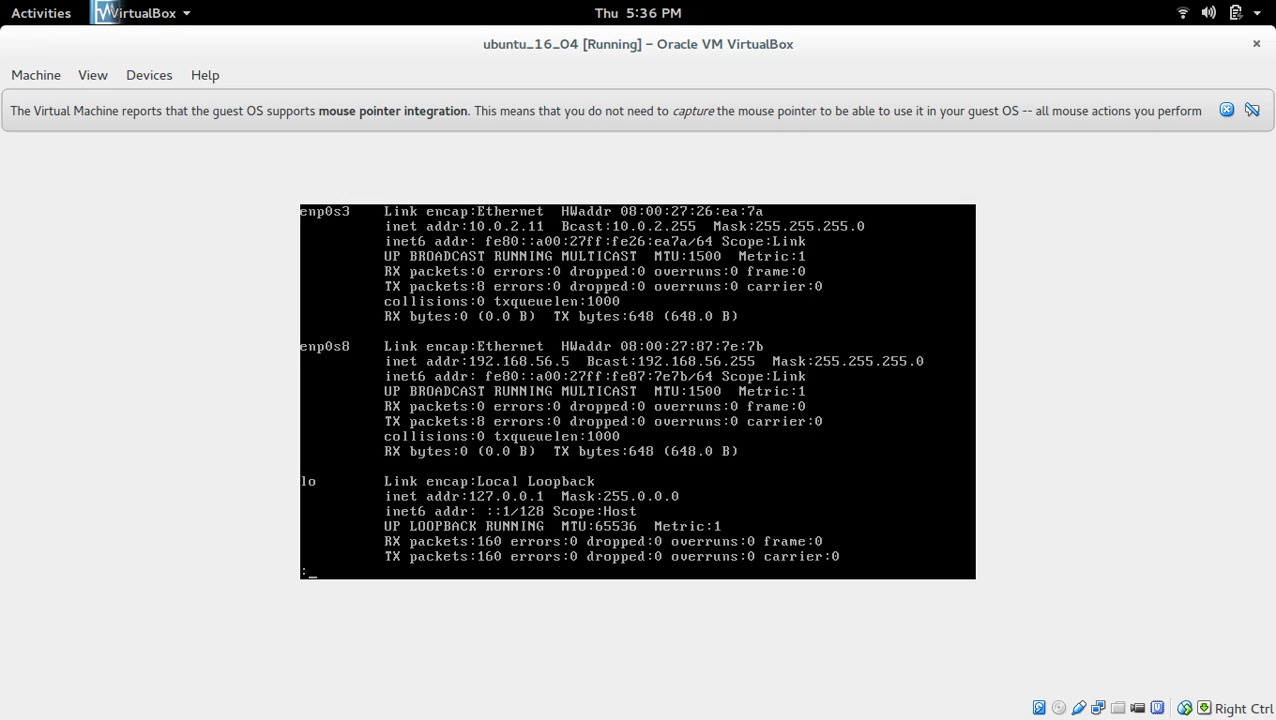 Activities VirtualBox Thu 5:36 PM
ubuntu_16_04 [Running] – Oracle VM VirtualBox ×
Machine View Devices Help
The Virtual Machine reports that the guest OS supports mouse pointer integration. This means that you do not need to capture the mouse pointer to be able to use it in your guest OS -- all mouse actions you perform
enp0s3 Link encap:Ethernet HWaddr 08:00:27:26:ea:7a
inet addr:10.0.2.11 Bcast:10.0.2.255 Mask:255.255.255.0
inet6 addr: fe80::a00:27ff:fe26:ea7a/64 Scope:Link
UP BROADCAST RUNNING MULTICAST MTU:1500 Metric:1
RX packets:0 errors:0 dropped:0 overruns:0 frame:0
TX packets:8 errors:0 dropped:0 overruns:0 carrier:0
collisions:0 txqueuelen:1000
RX bytes:0 (0.0 B) TX bytes:648 (648.0 B)
enp0s8 Link encap:Ethernet HWaddr 08:00:27:87:7e:7b
inet addr:192.168.56.5 Bcast:192.168.56.255 Mask:255.255.255.0
inet6 addr: fe80::a00:27ff:fe87:7e7b/64 Scope:Link
UP BROADCAST RUNNING MULTICAST MTU:1500 Metric:1
RX packets:0 errors:0 dropped:0 overruns:0 frame:0
TX packets:8 errors:0 dropped:0 overruns:0 carrier:0
collisions:0 txqueuelen:1000
RX bytes:0 (0.0 B) TX bytes:648 (648.0 B)
lo Link encap:Local Loopback
inet addr:127.0.0.1 Mask:255.0.0.0
inet6 addr: ::1/128 Scope:Host
UP LOOPBACK RUNNING MTU:65536 Metric:1
RX packets:160 errors:0 dropped:0 overruns:0 frame:0
TX packets:160 errors:0 dropped:0 overruns:0 carrier:0
:_
Right Ctrl